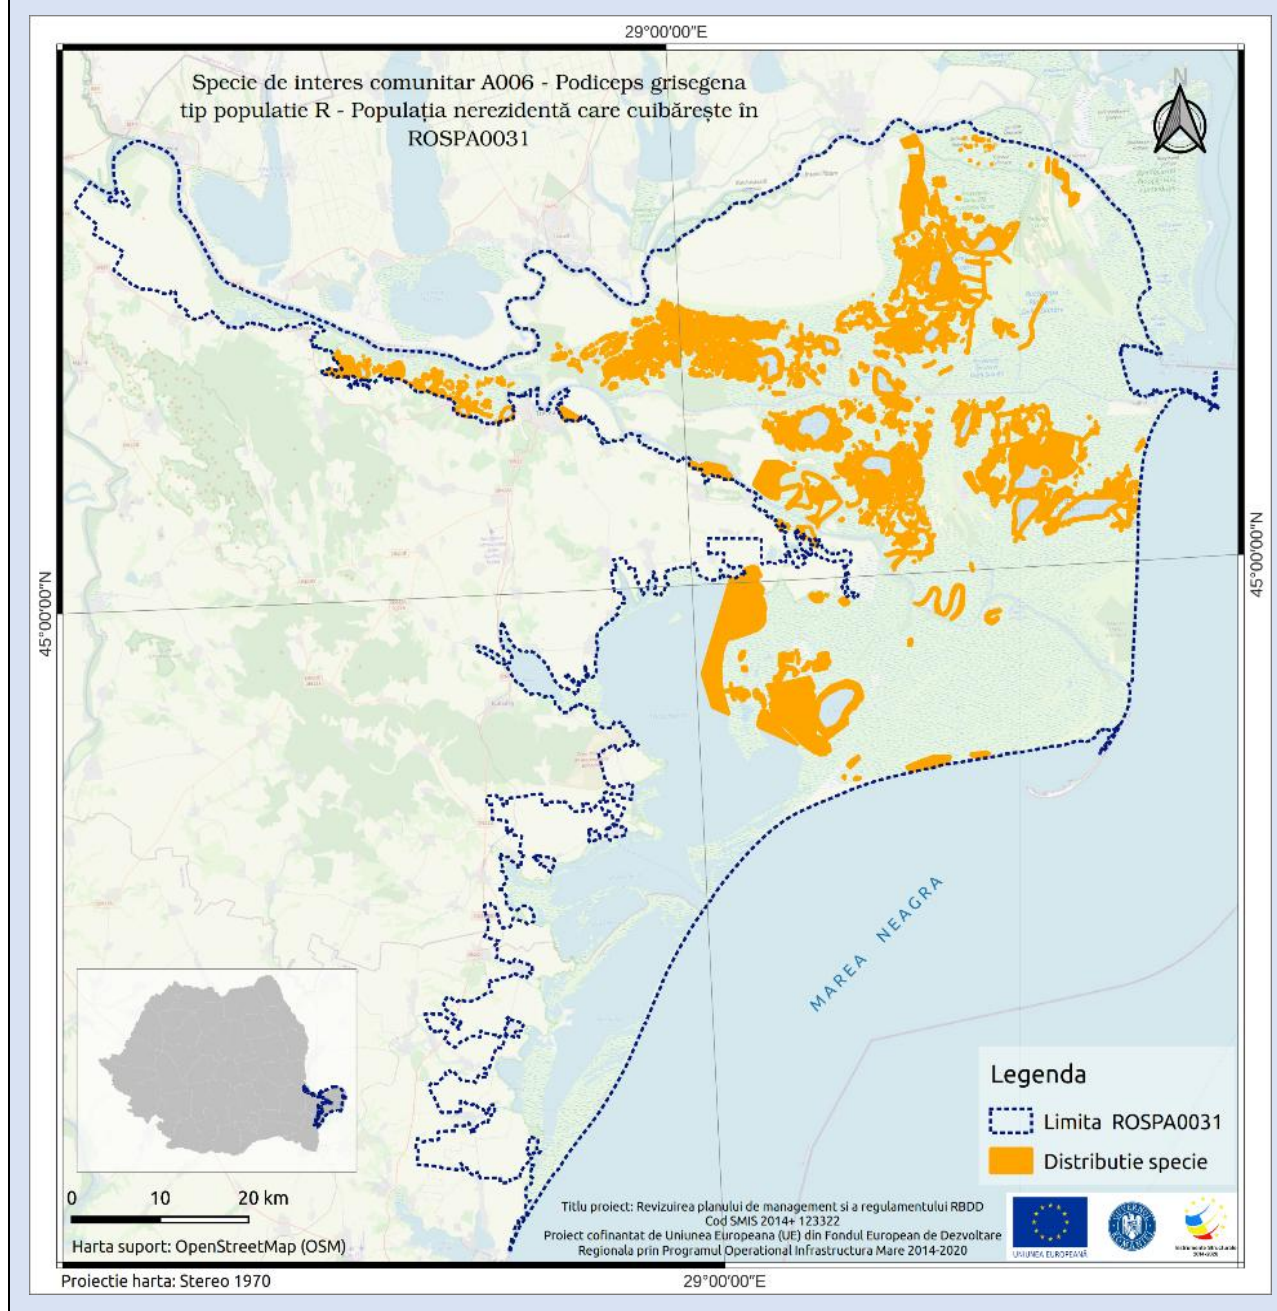 29°00'00"E
Specie de interes comunitar A006 - Podiceps grisegena
tip populatie R - Populația nerezidentă care cuibărește în
ROSPA0031
N
45°00'00"N
45°00'00"N
MAREA NEAGRA
Legenda
Limita ROSPA0031
Distributie specie
0 10 20 km
Harta suport: OpenStreetMap (OSM)
Titlu proiect: Revizuirea planului de management si a regulamentului RBDD
Cod SMIS 2014+ 123322
Proiect cofinantat de Uniunea Europeana (UE) din Fondul European de Dezvoltare
Regionala prin Programul Operational Infrastructura Mare 2014-2020
UNIUNEA EUROPEANĂ
Instrumente Structurale
2014-2020
Proiectie harta: Stereo 1970
29°00'00"E